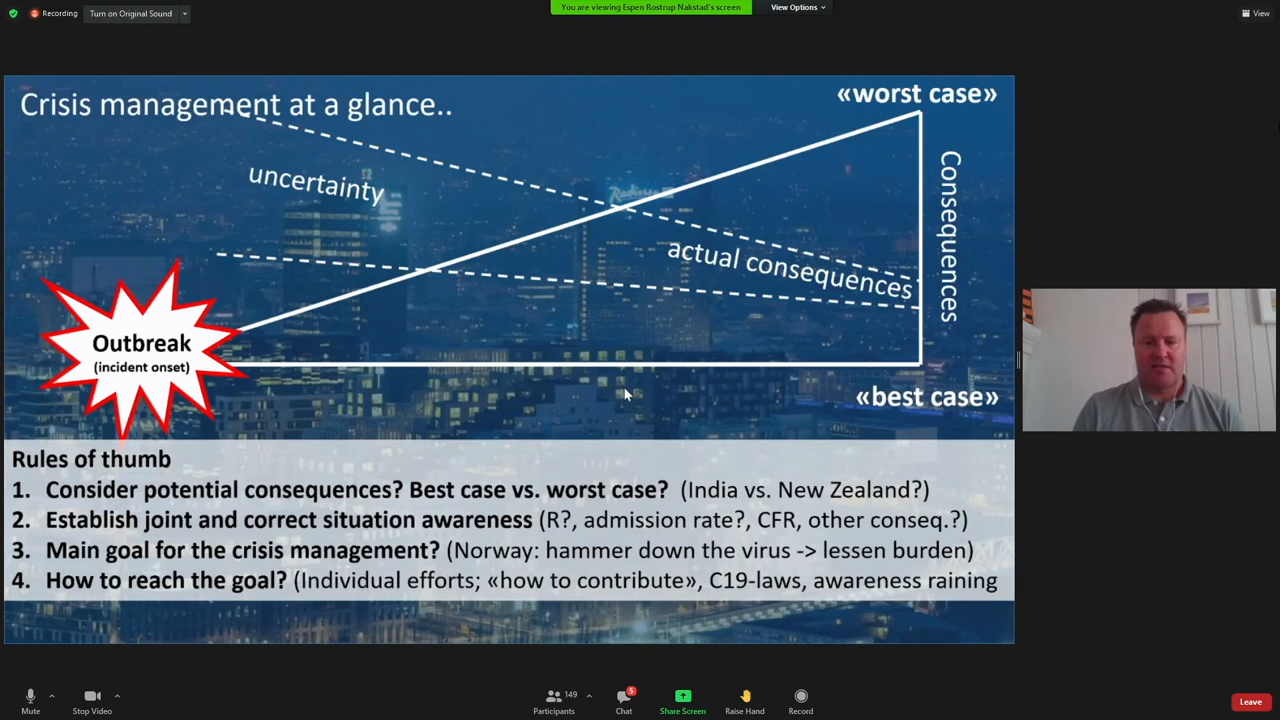 Recording
Turn on Original Sound
You are viewing Espen Rostrup Nakstad's screen
View Options
View
Crisis management at a glance..
«worst case»
uncertainty
Radisson
actual consequences
Consequences
Outbreak
(incident onset)
«best case»
Rules of thumb
1. Consider potential consequences? Best case vs. worst case? (India vs. New Zealand?)
2. Establish joint and correct situation awareness (R?, admission rate?, CFR, other conseq.?)
3. Main goal for the crisis management? (Norway: hammer down the virus -> lessen burden)
4. How to reach the goal? (Individual efforts; «how to contribute», C19-laws, awareness raining
Mute
Stop Video
149
Participants
5
Chat
Share Screen
Raise Hand
Record
Leave